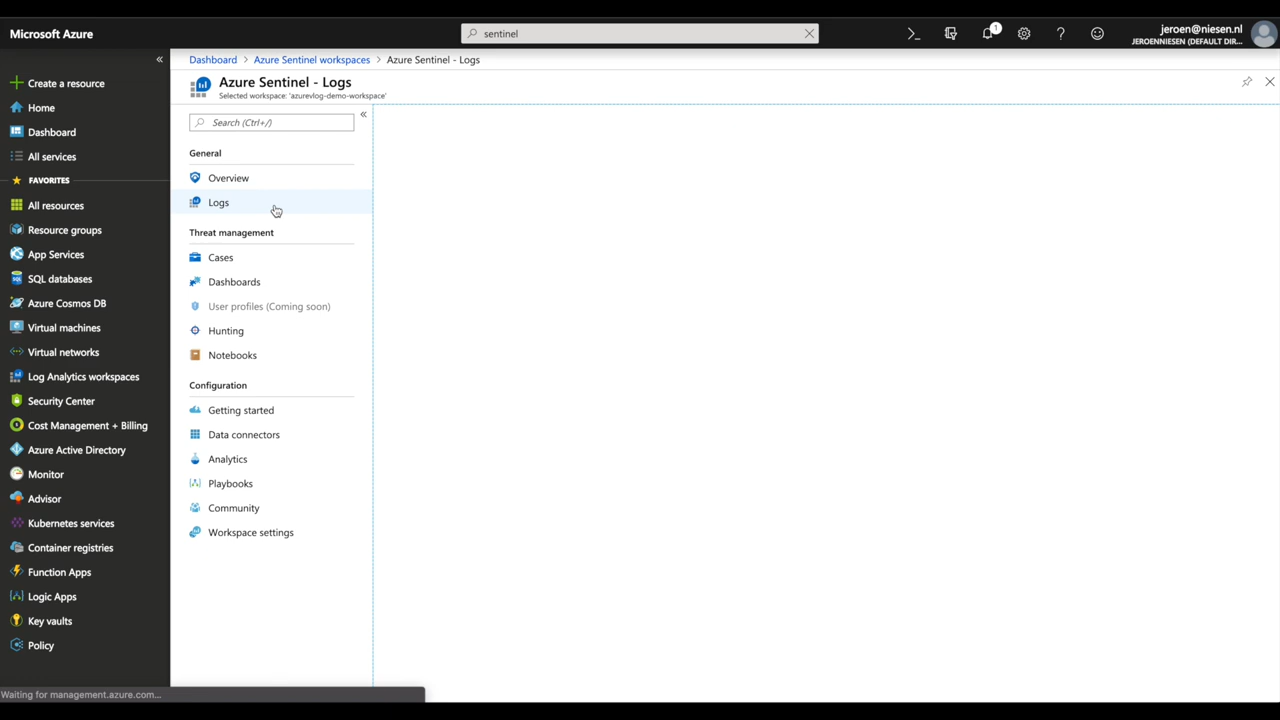 Microsoft Azure
sentinel
1
jeroen@niesen.nl
JEROENNIESEN (DEFAULT DIR...
Dashboard > Azure Sentinel workspaces > Azure Sentinel - Logs
Azure Sentinel - Logs
Selected workspace: 'azurevlog-demo-workspace'
Create a resource
Home
Dashboard
All services
FAVORITES
All resources
Resource groups
App Services
SQL databases
Azure Cosmos DB
Virtual machines
Virtual networks
Log Analytics workspaces
Security Center
Cost Management + Billing
Azure Active Directory
Monitor
Advisor
Kubernetes services
Container registries
Function Apps
Logic Apps
Key vaults
Policy
Search (Ctrl+/)
General
Overview
Logs
Threat management
Cases
Dashboards
User profiles (Coming soon)
Hunting
Notebooks
Configuration
Getting started
Data connectors
Analytics
Playbooks
Community
Workspace settings
Waiting for management.azure.com...